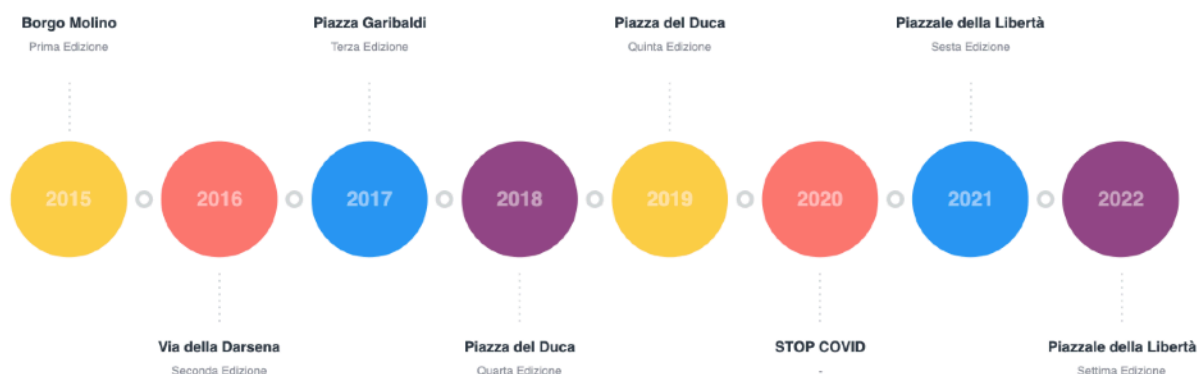 Borgo Molino
Prima Edizione
Piazza Garibaldi
Terza Edizione
Piazza del Duca
Quinta Edizione
Piazzale della Libertà
Sesta Edizione
2015
2016
2017
2018
2019
2020
2021
2022
Via della Darsena
Seconda Edizione
Piazza del Duca
Quarta Edizione
STOP COVID
-
Piazzale della Libertà
Settima Edizione